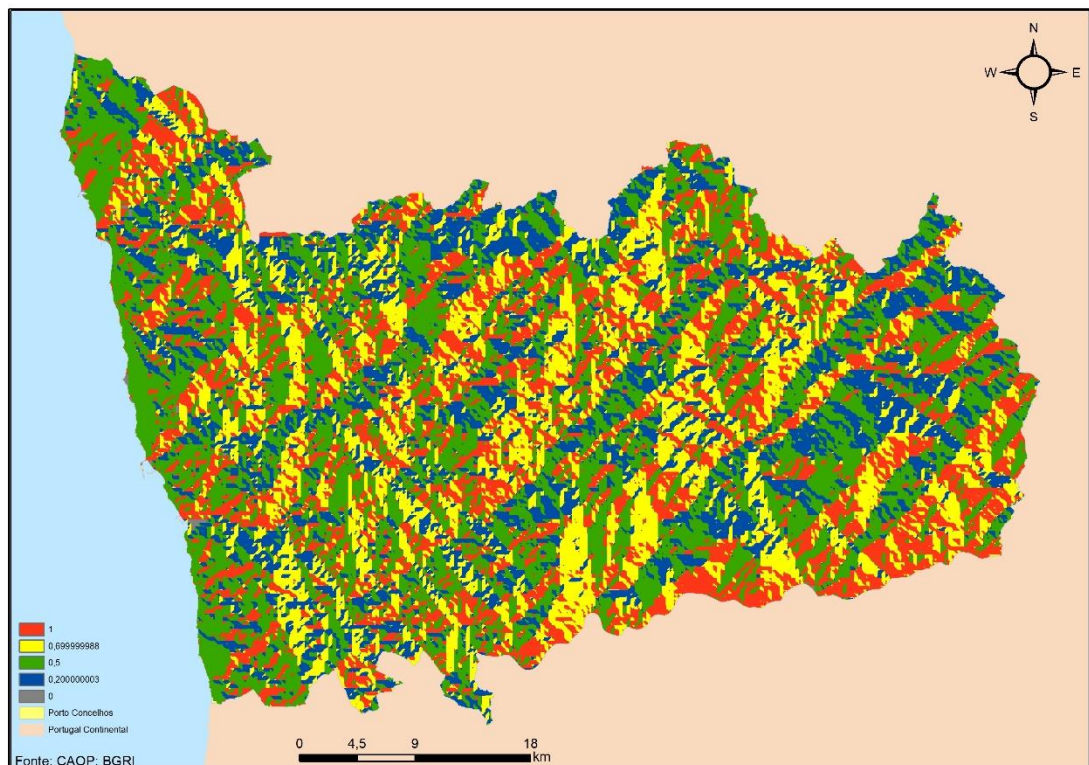 N
W E
S
1
0,699999988
0,5
0,200000003
0
Porto Concelhos
Portugal Continental
0 4,5 9 18
km
Fonte: CAOP; BGRI